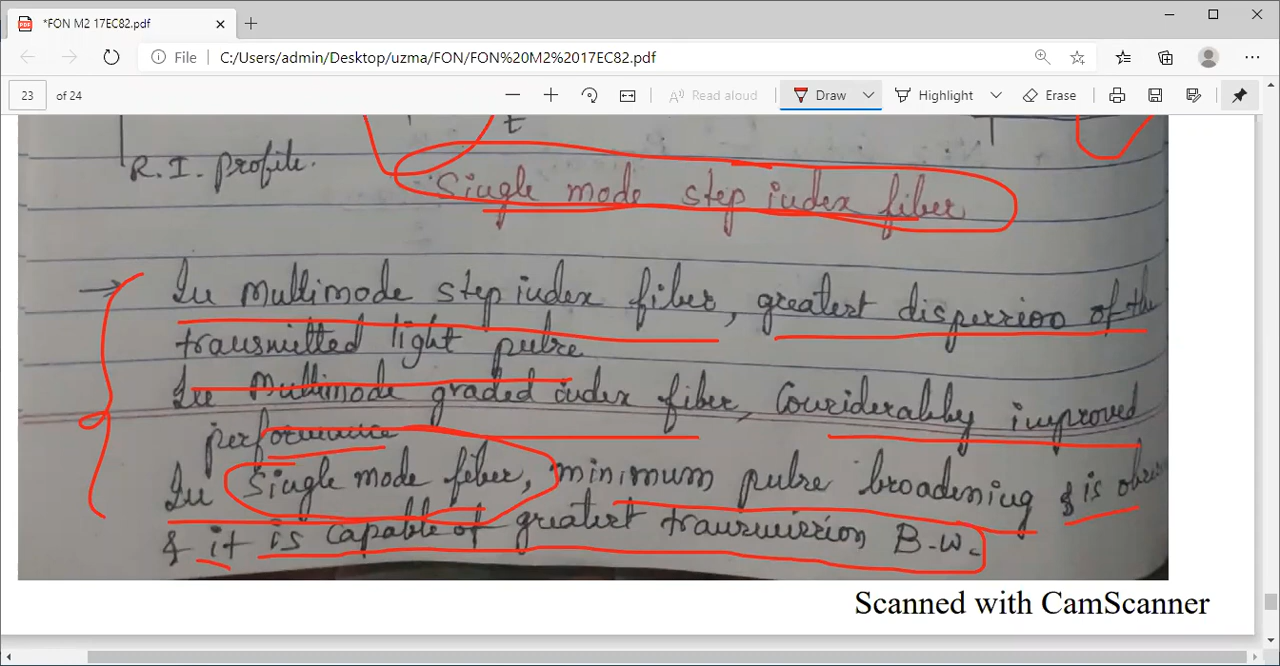 *FON M2 17EC82.pdf
File C:/Users/admin/Desktop/uzma/FON/FON%20M2%2017EC82.pdf
23 of 24 Read aloud Draw Highlight Erase
t
R.I. profile.
Single mode step index fiber
→ In multimode step index fiber, greatest dispersion of the
transmitted light pulse
In Multimode graded index fiber, Considerably improved
performance
In Single mode fiber, minimum pulse broadening & is
& it is capable of greatest transmission B.W.
Scanned with CamScanner